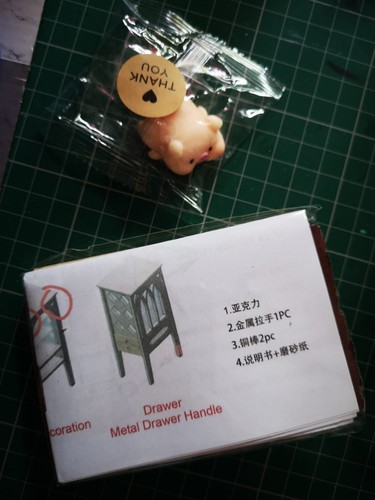 THANK
YOU
1.亚克力
2.金属拉手1PC
3.铜棒2pc
4.说明书+磨砂纸
coration
Drawer
Metal Drawer Handle